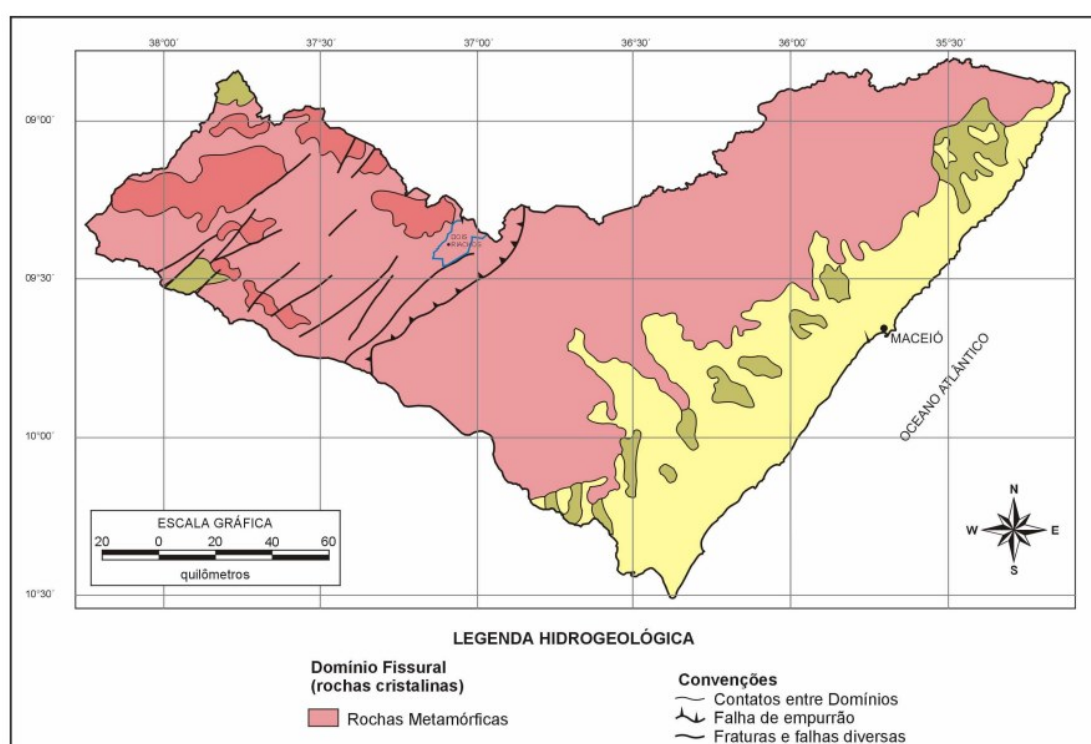 38°00' 37°30' 37°00' 36°30' 36°00' 35°30'
09°00'
DOIS
RIACHOS
09°30'
MACEIÓ
OCEANO ATLÂNTICO
10°00'
ESCALA GRÁFICA
20 0 20 40 60
quilômetros
N
W E
S
10°30'
LEGENDA HIDROGEOLÓGICA
Domínio Fissural
(rochas cristalinas)
Rochas Metamórficas
Convenções
Contatos entre Domínios
Falha de empurrão
Fraturas e falhas diversas